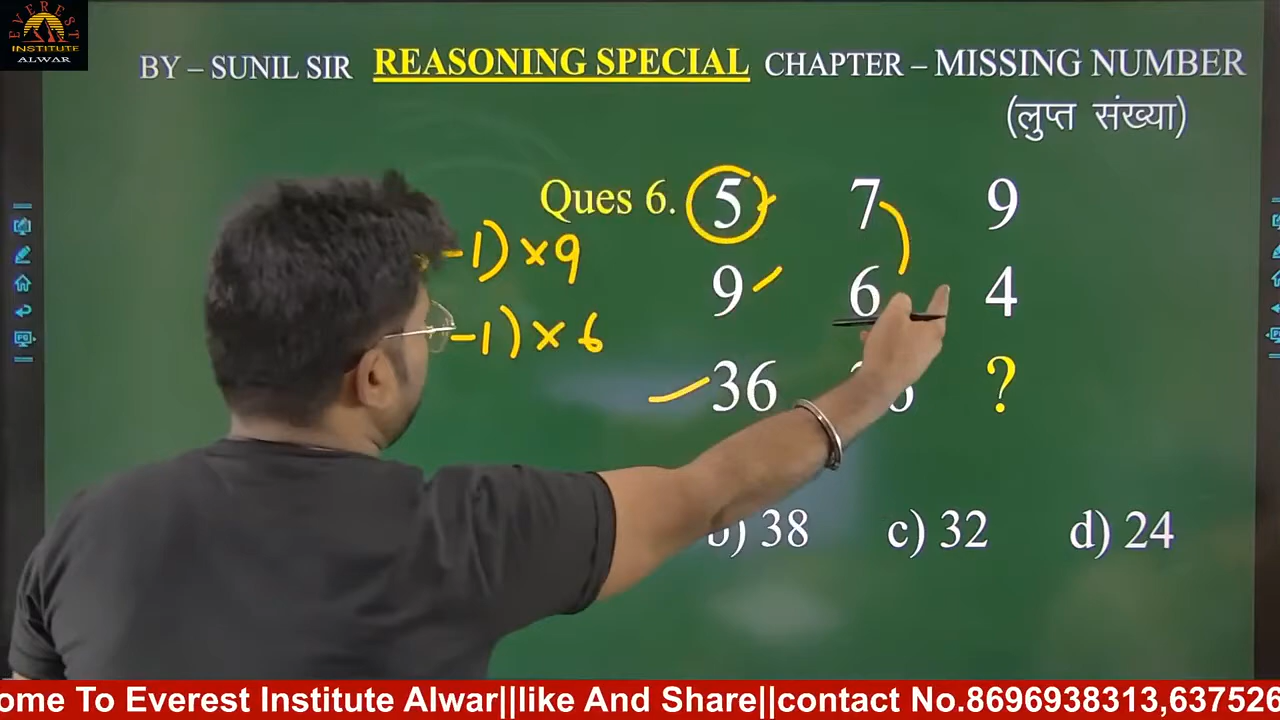 EVEREST
INSTITUTE
ALWAR
BY – SUNIL SIR REASONING SPECIAL CHAPTER – MISSING NUMBER
(लुप्त संख्या)
Ques 6. 5 7 9
-1) × 9
9 6 4
-1) × 6
36 ?
b) 38 c) 32 d) 24
ome To Everest Institute Alwar||like And Share||contact No.8696938313,637526